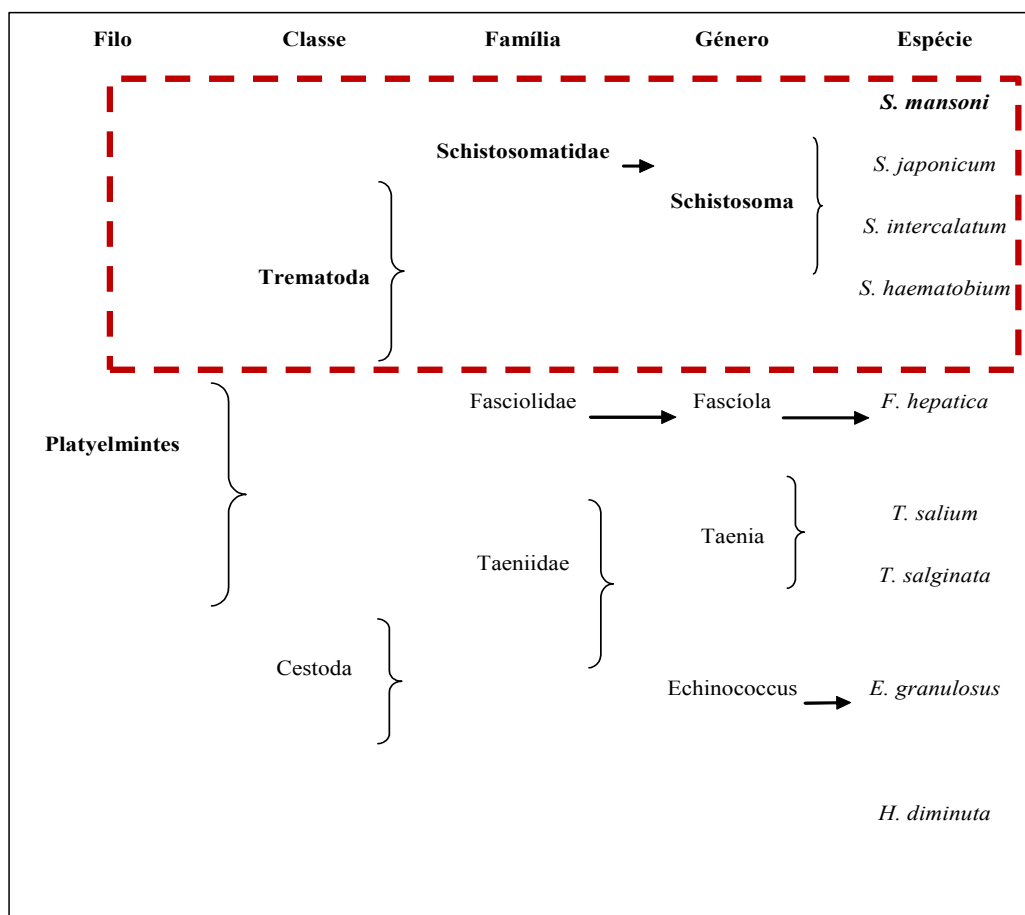 Filo Classe Família Género Espécie
S. mansoni
Schistosomatidae S. japonicum
Schistosoma
S. intercalatum
Trematoda S. haematobium
Fasciolidae Fascíola F. hepatica
Platyelmintes
T. salium
Taenia
Taeniidae T. salginata
Cestoda
Echinococcus E. granulosus
H. diminuta